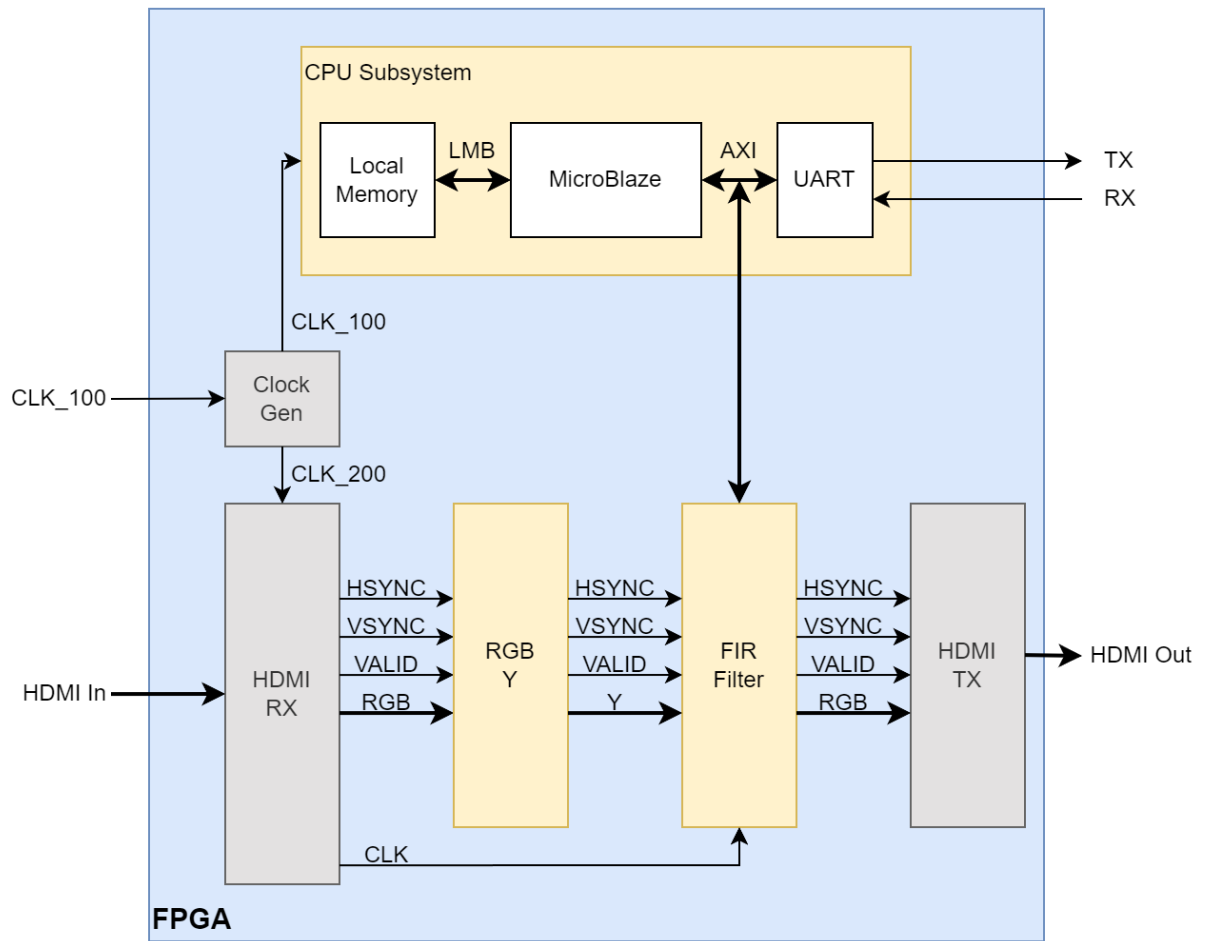 CPU Subsystem
LMB
AXI
Local
Memory
MicroBlaze
UART
TX
RX
CLK_100
CLK_100
Clock
Gen
CLK_200
HDMI In
HDMI
RX
HSYNC
VSYNC
VALID
RGB
RGB
Y
HSYNC
VSYNC
VALID
Y
FIR
Filter
HSYNC
VSYNC
VALID
RGB
HDMI
TX
HDMI Out
CLK
FPGA